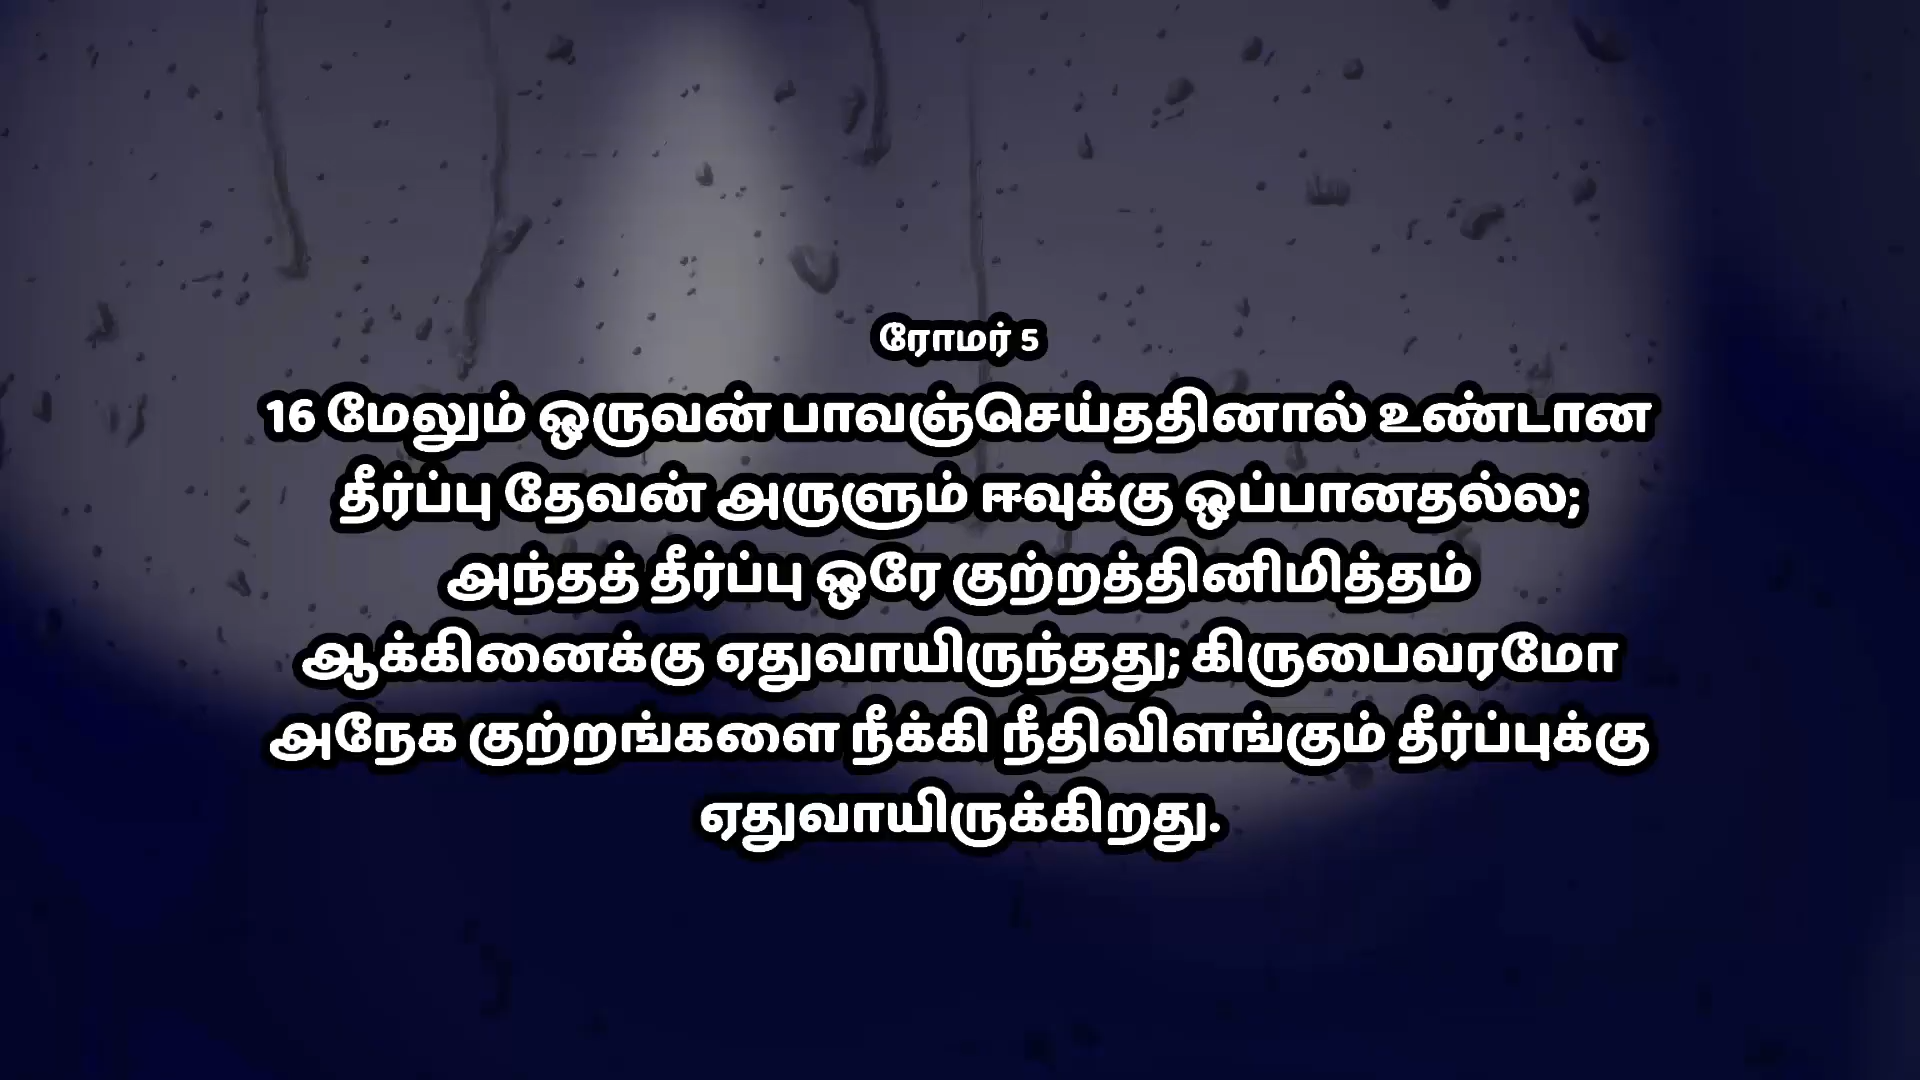 ரோமர் 5
16 மேலும் ஒருவன் பாவஞ்செய்ததினால் உண்டான
தீர்ப்பு தேவன் அருளும் ஈவுக்கு ஒப்பானதல்ல;
அந்தத் தீர்ப்பு ஒரே குற்றத்தினிமித்தம்
ஆக்கினைக்கு ஏதுவாயிருந்தது; கிருபைவரமோ
அநேக குற்றங்களை நீக்கி நீதிவிளங்கும் தீர்ப்புக்கு
ஏதுவாயிருக்கிறது.